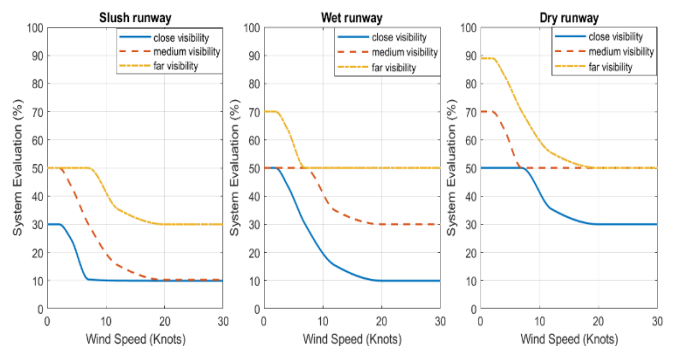 Slush runway
close visibility
medium visibility
far visibility
System Evaluation (%)
100
90
80
70
60
50
40
30
20
10
0
0 10 20 30
Wind Speed (Knots)
Wet runway
close visibility
medium visibility
far visibility
System Evaluation (%)
100
90
80
70
60
50
40
30
20
10
0
0 10 20 30
Wind Speed (Knots)
Dry runway
close visibility
medium visibility
far visibility
System Evaluation (%)
100
90
80
70
60
50
40
30
20
10
0
0 10 20 30
Wind Speed (Knots)